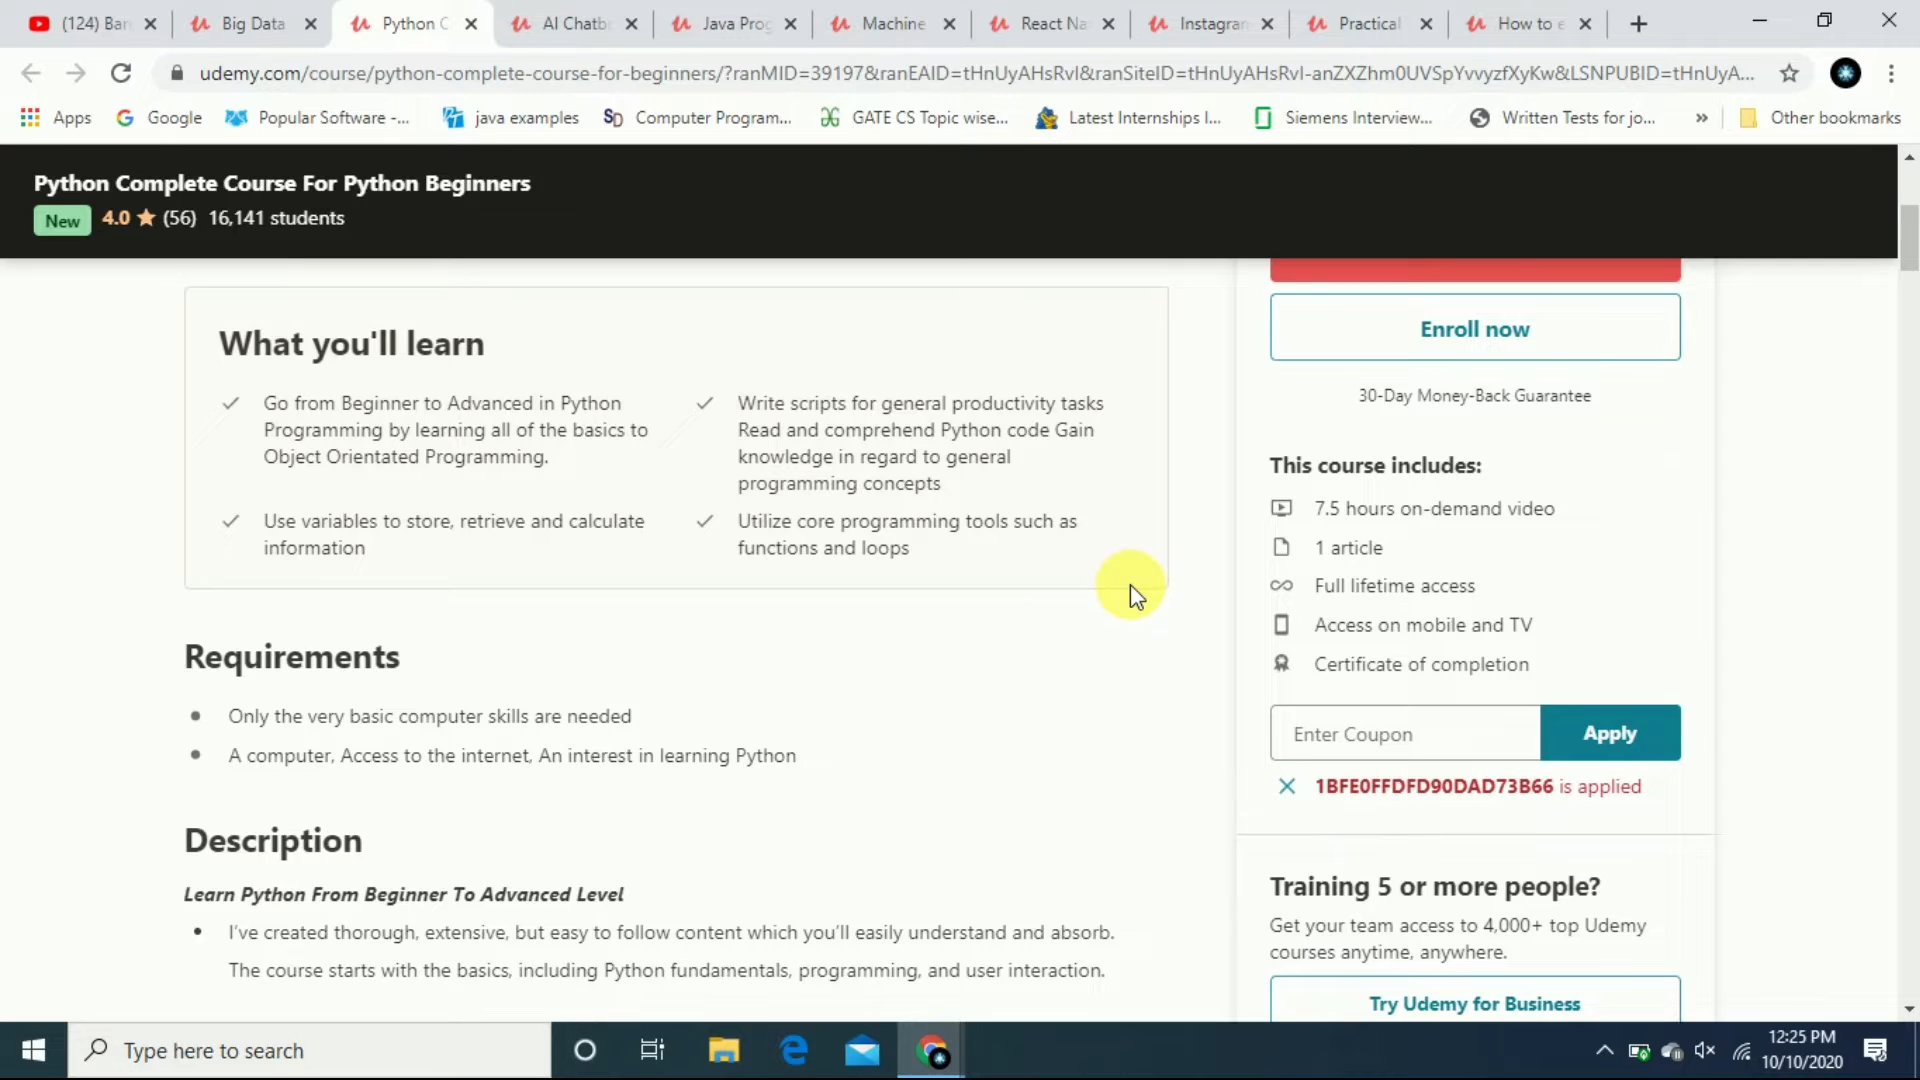 (124) Ban
Big Data
Python C
AI Chatb
Java Prog
Machine
React Na
Instagram
Practical
How to e
udemy.com/course/python-complete-course-for-beginners/?ranMID=39197&ranEAID=tHnUyAHsRvI&ranSiteID=tHnUyAHsRvI-anZXZhm0UVSpYvvyzfXyKw&LSNPUBID=tHnUyA...
Apps
Google
Popular Software -...
java examples
SD
Computer Program...
GATE CS Topic wise...
Latest Internships I...
Siemens Interview...
Written Tests for jo...
»
Other bookmarks
Python Complete Course For Python Beginners
New 4.0 ★ (56) 16,141 students
What you'll learn
Go from Beginner to Advanced in Python
Programming by learning all of the basics to
Object Orientated Programming.
Write scripts for general productivity tasks
Read and comprehend Python code Gain
knowledge in regard to general
programming concepts
Use variables to store, retrieve and calculate
information
Utilize core programming tools such as
functions and loops
Requirements
Only the very basic computer skills are needed
A computer, Access to the internet, An interest in learning Python
Description
Learn Python From Beginner To Advanced Level
I've created thorough, extensive, but easy to follow content which you'll easily understand and absorb.
The course starts with the basics, including Python fundamentals, programming, and user interaction.
Enroll now
30-Day Money-Back Guarantee
This course includes:
7.5 hours on-demand video
1 article
Full lifetime access
Access on mobile and TV
Certificate of completion
Enter Coupon
Apply
1BFE0FFDFD90DAD73B66 is applied
Training 5 or more people?
Get your team access to 4,000+ top Udemy
courses anytime, anywhere.
Try Udemy for Business
Type here to search
12:25 PM
10/10/2020